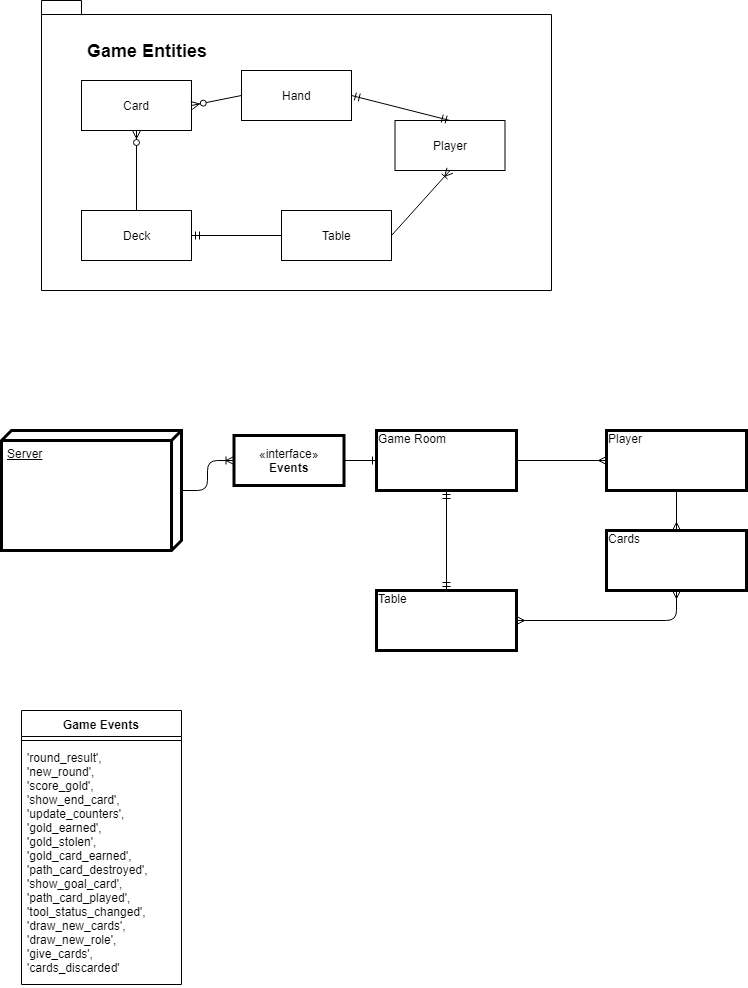 Game Entities
Card
Hand
Player
Deck
Table
Server
«interface»
Events
Game Room
Player
Cards
Table
Game Events
'round_result',
'new_round',
'score_gold',
'show_end_card',
'update_counters',
'gold_earned',
'gold_stolen',
'gold_card_earned',
'path_card_destroyed',
'show_goal_card',
'path_card_played',
'tool_status_changed',
'draw_new_cards',
'draw_new_role',
'give_cards',
'cards_discarded'